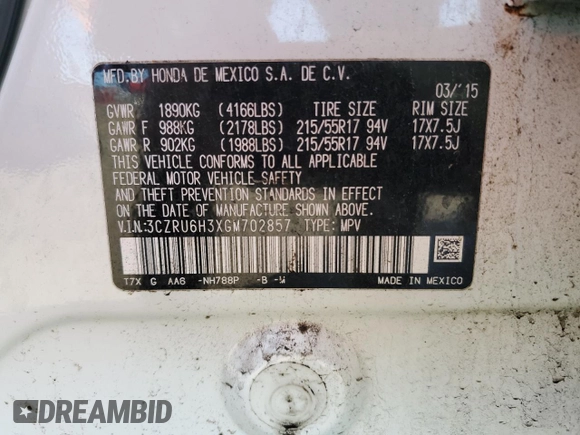 MFD.BY HONDA DE MEXICO S.A. DE C.V.
03/'15
GVWR 1890KG (4166LBS) TIRE SIZE RIM SIZE
GAWR F 988KG (2178LBS) 215/55R17 94V 17X7.5J
GAWR R 902KG (1988LBS) 215/55R17 94V 17X7.5J
THIS VEHICLE CONFORMS TO ALL APPLICABLE
FEDERAL MOTOR VEHICLE SAFETY
AND THEFT PREVENTION STANDARDS IN EFFECT
ON THE DATE OF MANUFACTURE SHOWN ABOVE.
V.I.N:3CZRU6H3XGM702857 TYPE: MPV
T7X G AA6 -NH788P -B - MADE IN MEXICO
DREAMBID